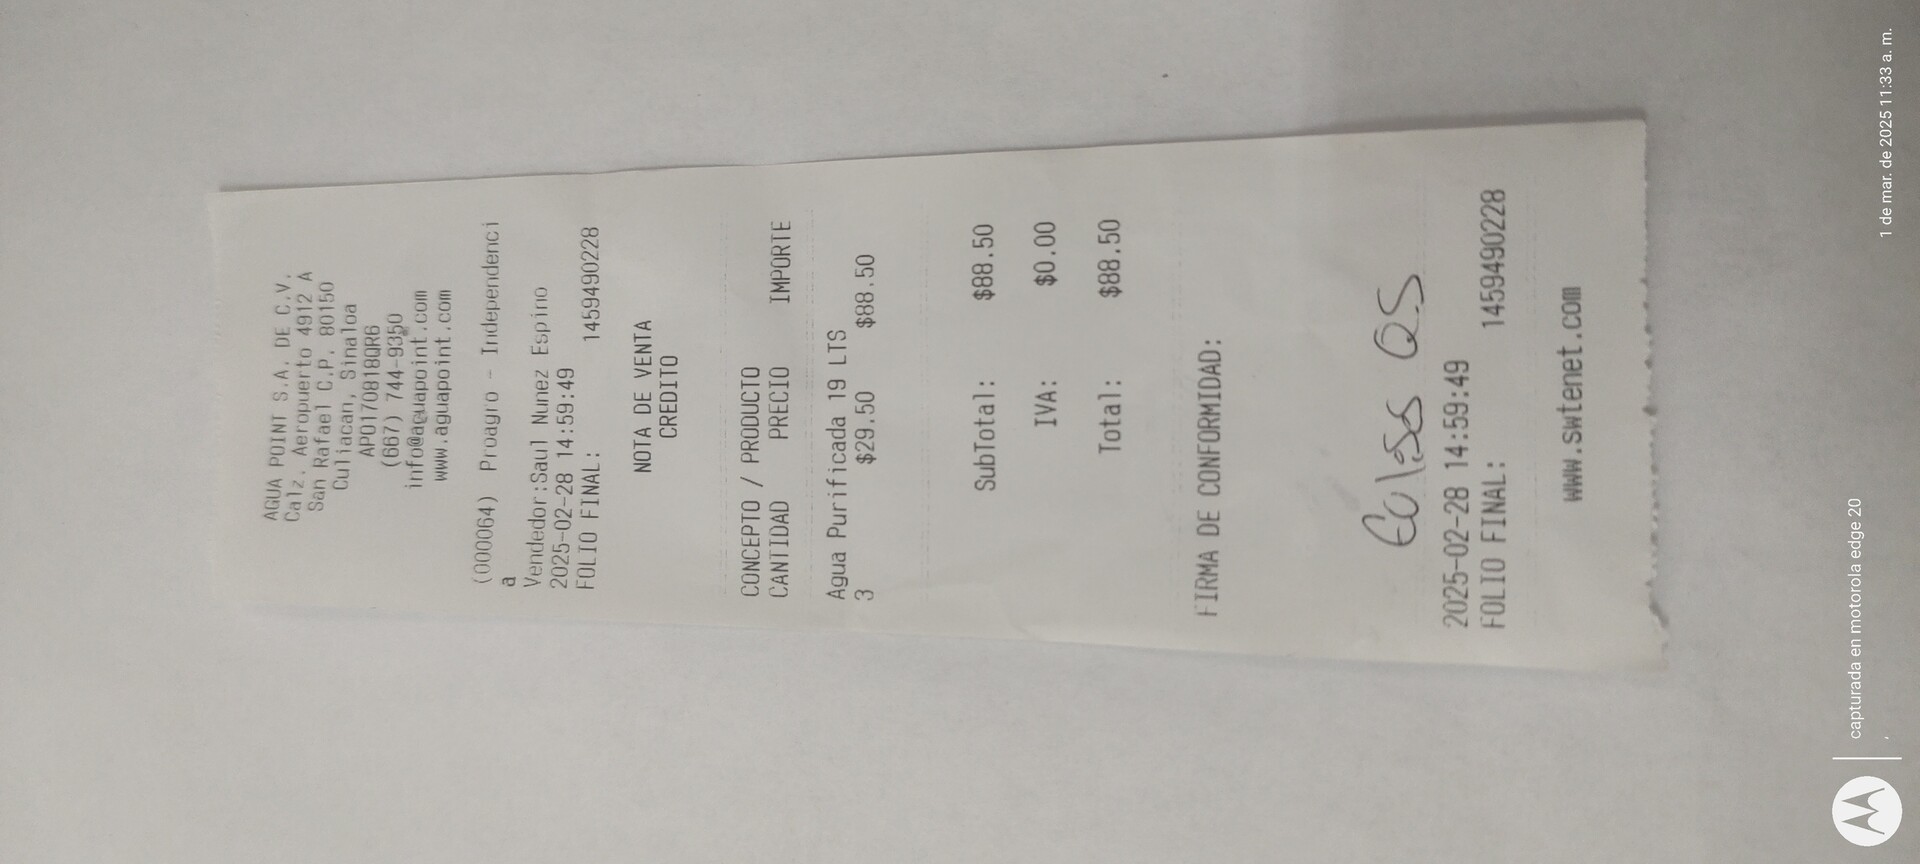 AGUA POINT S.A. DE C.V.
Calz. Aeropuerto 4912 A
San Rafael C.P. 80150
Culiacan, Sinaloa
APO170818QR6
(667) 744-9350
info@aguapoint.com
www.aguapoint.com
(000064) Proagro - Independenci
a
Vendedor:Saul Nunez Espino
2025-02-28 14:59:49
FOLIO FINAL: 1459490228
NOTA DE VENTA
CREDITO
CONCEPTO / PRODUCTO
CANTIDAD PRECIO IMPORTE
Agua Purificada 19 LTS
3 $29.50 $88.50
SubTotal: $88.50
IVA: $0.00
Total: $88.50
FIRMA DE CONFORMIDAD:
2025-02-28 14:59:49
FOLIO FINAL: 1459490228
www.swtenet.com
capturada en motorola edge 20
1 de mar. de 2025 11:33 a. m.